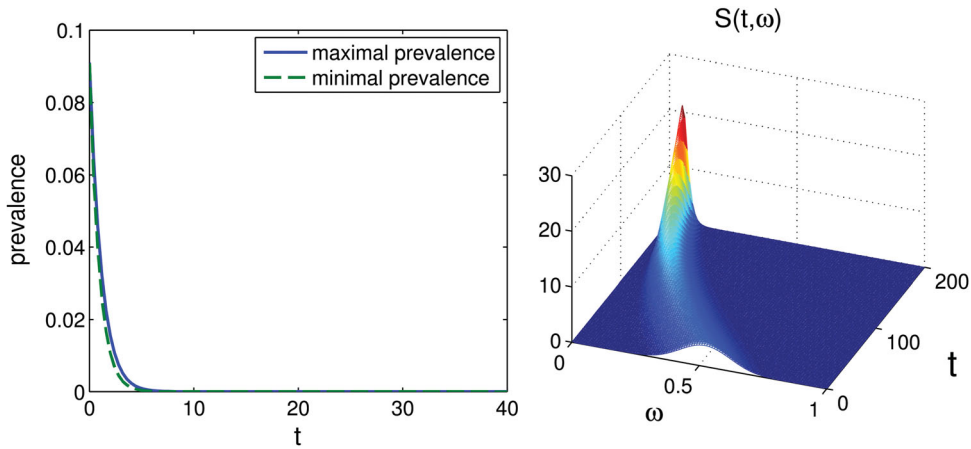 0.1
0.08
0.06
0.04
0.02
0
prevalence
maximal prevalence
minimal prevalence
0 10 20 30 40
t
S(t,ω)
30
20
10
0
0 0.5 1
ω
0 100 200
t